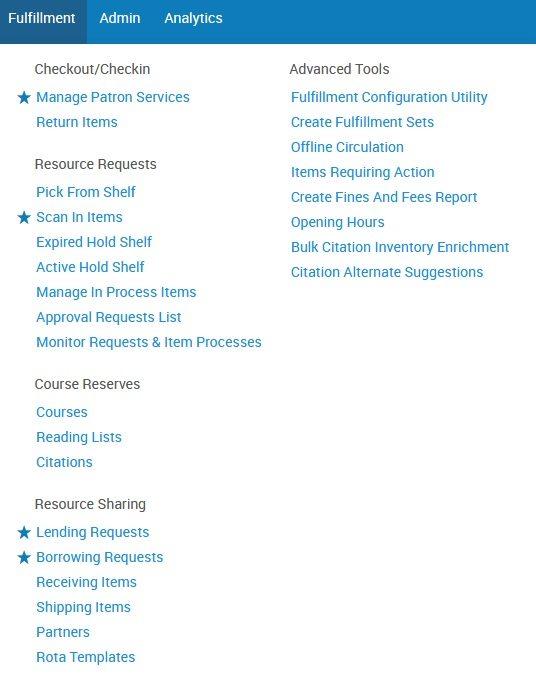 Fulfillment Admin Analytics
Checkout/Checkin
Manage Patron Services
Return Items
Resource Requests
Pick From Shelf
Scan In Items
Expired Hold Shelf
Active Hold Shelf
Manage In Process Items
Approval Requests List
Monitor Requests & Item Processes
Course Reserves
Courses
Reading Lists
Citations
Resource Sharing
Lending Requests
Borrowing Requests
Receiving Items
Shipping Items
Partners
Rota Templates
Advanced Tools
Fulfillment Configuration Utility
Create Fulfillment Sets
Offline Circulation
Items Requiring Action
Create Fines And Fees Report
Opening Hours
Bulk Citation Inventory Enrichment
Citation Alternate Suggestions